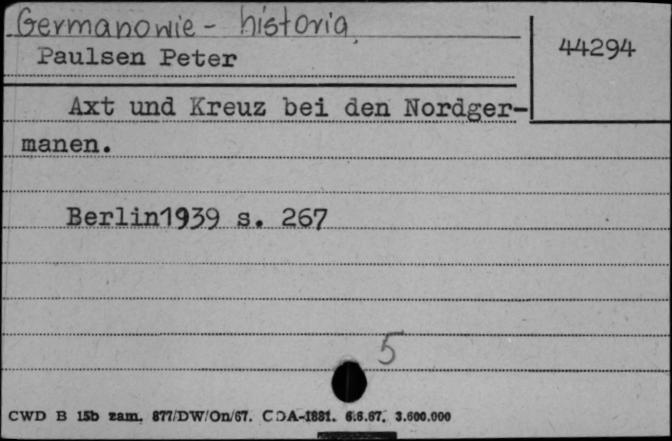 Germanowie - historia
Paulsen Peter
44294
Axt und Kreuz bei den Nordger-
manen.
Berlin1939 s. 267
5
CWD B 15b zam. 877/DW/On/67. CDA-1881. 6.6.67. 3.600.000